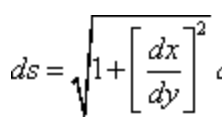 ds = √(1 + [dx/dy]²)